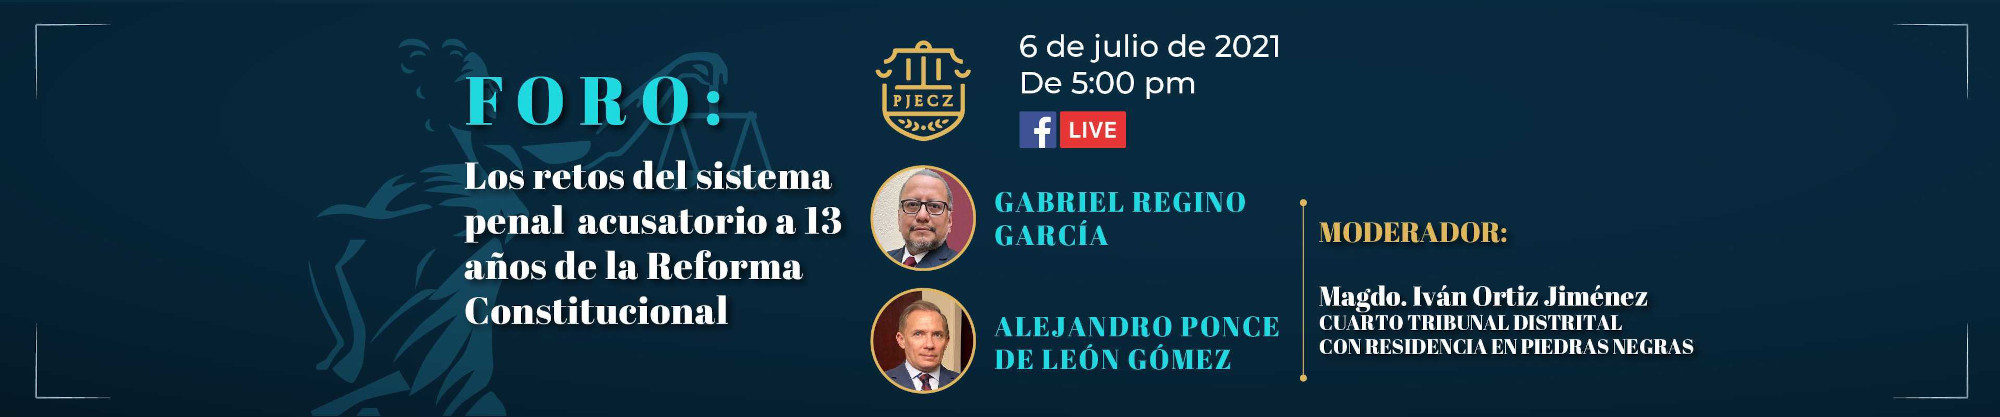 FORO:
Los retos del sistema
penal acusatorio a 13
años de la Reforma
Constitucional
PJECZ
6 de julio de 2021
De 5:00 pm
f LIVE
GABRIEL REGINO
GARCÍA
ALEJANDRO PONCE
DE LEÓN GÓMEZ
MODERADOR:
Magdo. Iván Ortiz Jiménez
CUARTO TRIBUNAL DISTRITAL
CON RESIDENCIA EN PIEDRAS NEGRAS